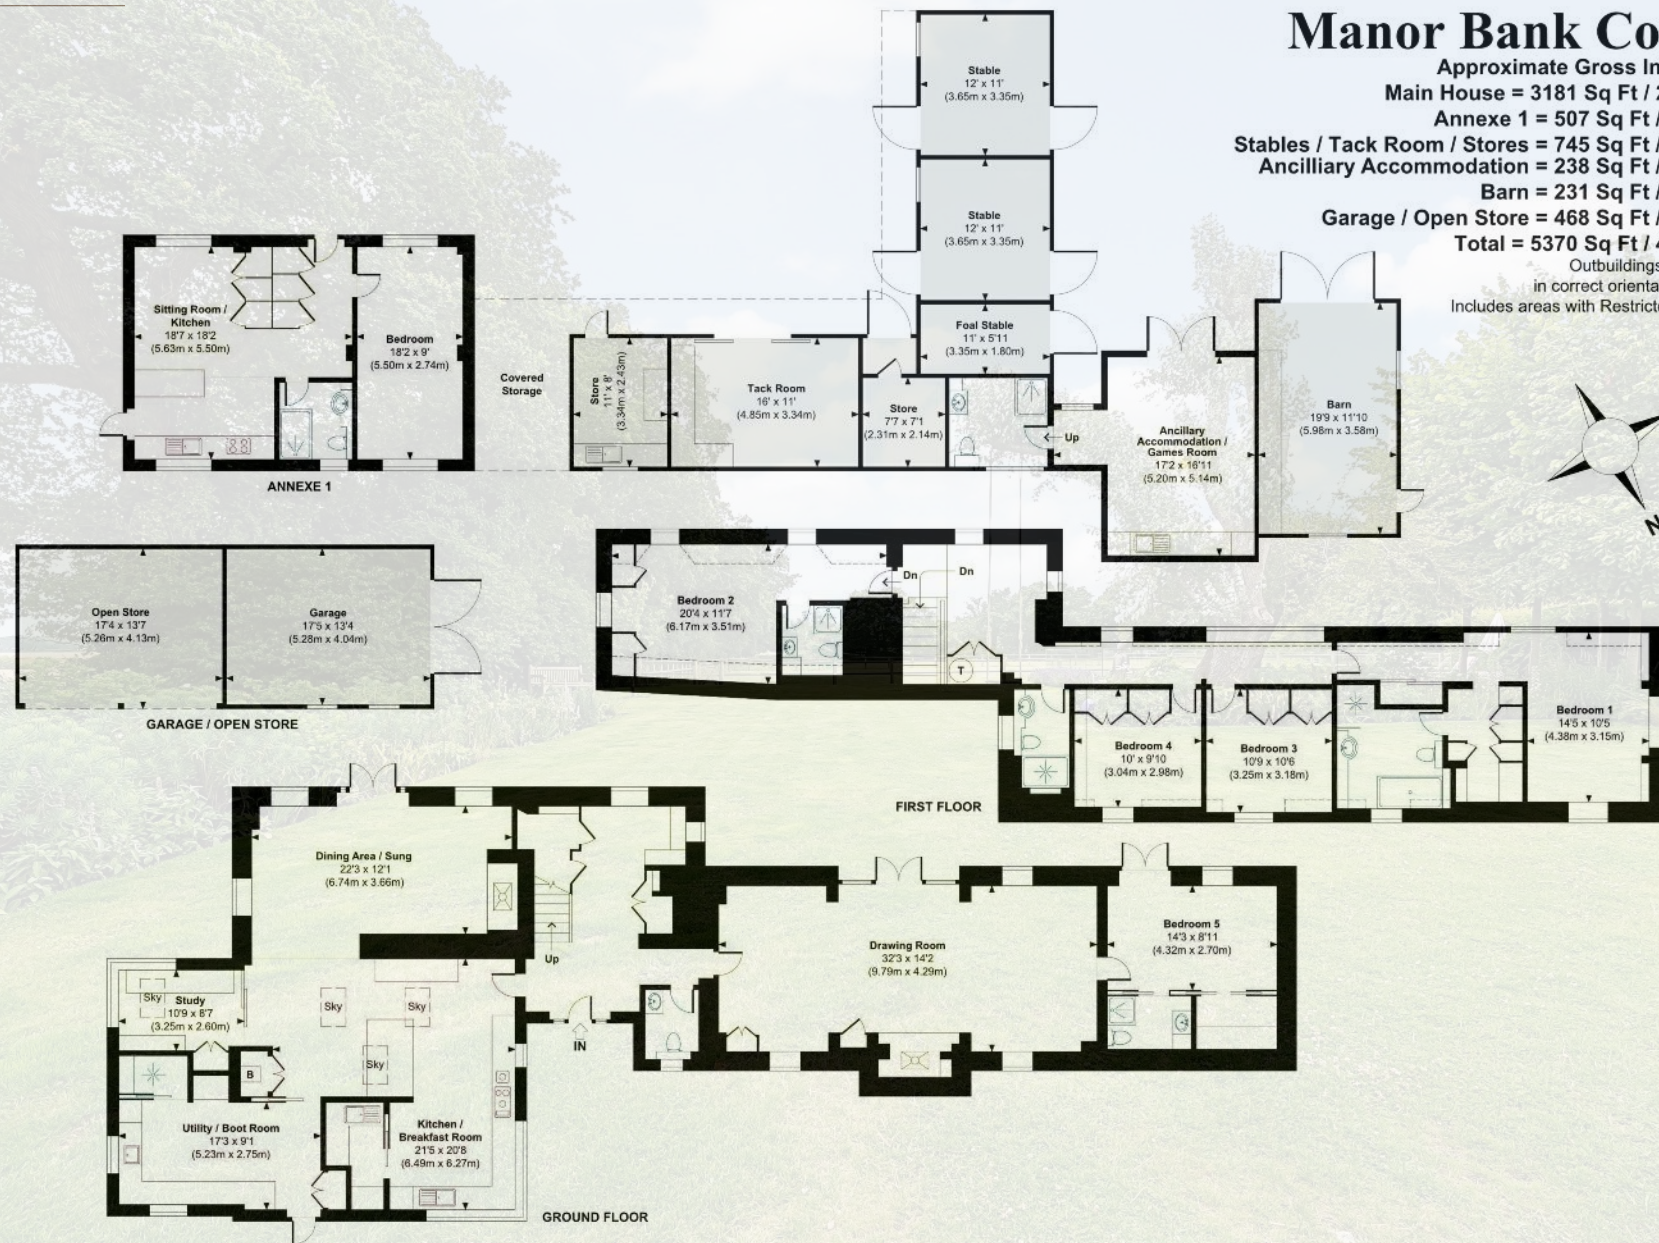 Manor Bank Co
Approximate Gross In
Main House = 3181 Sq Ft /
Annexe 1 = 507 Sq Ft /
Stables / Tack Room / Stores = 745 Sq Ft /
Ancilliary Accommodation = 238 Sq Ft /
Barn = 231 Sq Ft /
Garage / Open Store = 468 Sq Ft /
Total = 5370 Sq Ft / 4
Outbuildings
in correct orienta
Includes areas with Restricte
Stable
12' x 11'
(3.65m x 3.35m)
Stable
12' x 11'
(3.65m x 3.35m)
Foal Stable
11' x 5'11
(3.35m x 1.80m)
Sitting Room /
Kitchen
18'7 x 18'2
(5.63m x 5.50m)
Bedroom
18'2 x 9'
(5.50m x 2.74m)
ANNEXE 1
Covered
Storage
Store
11' x 8'
(3.34m x 2.43m)
Tack Room
16' x 11'
(4.85m x 3.34m)
Store
7'7 x 7'1
(2.31m x 2.14m)
Up
Ancillary
Accommodation /
Games Room
17'2 x 16'11
(5.20m x 5.14m)
Barn
19'9 x 11'10
(5.98m x 3.58m)
N
Open Store
17'4 x 13'7
(5.26m x 4.13m)
Garage
17'5 x 13'4
(5.28m x 4.04m)
GARAGE / OPEN STORE
Bedroom 2
20'4 x 11'7
(6.17m x 3.51m)
Dn
Dn
T
Bedroom 4
10' x 9'10
(3.04m x 2.98m)
Bedroom 3
10'9 x 10'6
(3.25m x 3.18m)
Bedroom 1
14'5 x 10'5
(4.38m x 3.15m)
FIRST FLOOR
Dining Area / Sung
22'3 x 12'1
(6.74m x 3.66m)
Up
Drawing Room
32'3 x 14'2
(9.79m x 4.29m)
Bedroom 5
14'3 x 8'11
(4.32m x 2.70m)
Sky
Study
10'9 x 8'7
(3.25m x 2.60m)
Sky
Sky
Sky
IN
B
Utility / Boot Room
17'3 x 9'1
(5.23m x 2.75m)
Kitchen /
Breakfast Room
21'5 x 20'8
(6.49m x 6.27m)
GROUND FLOOR